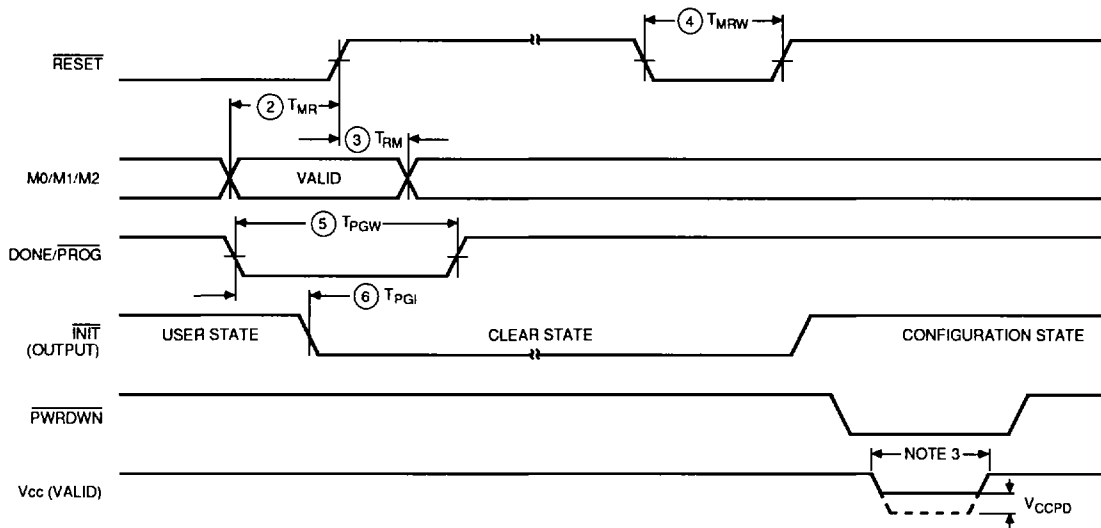 ④ TMRW
RESET
② TMR
③ TRM
M0/M1/M2
VALID
⑤ TPGW
DONE/PROG
⑥ TPGI
INIT
(OUTPUT)
USER STATE
CLEAR STATE
CONFIGURATION STATE
PWRDWN
NOTE 3
Vcc (VALID)
VCCPD